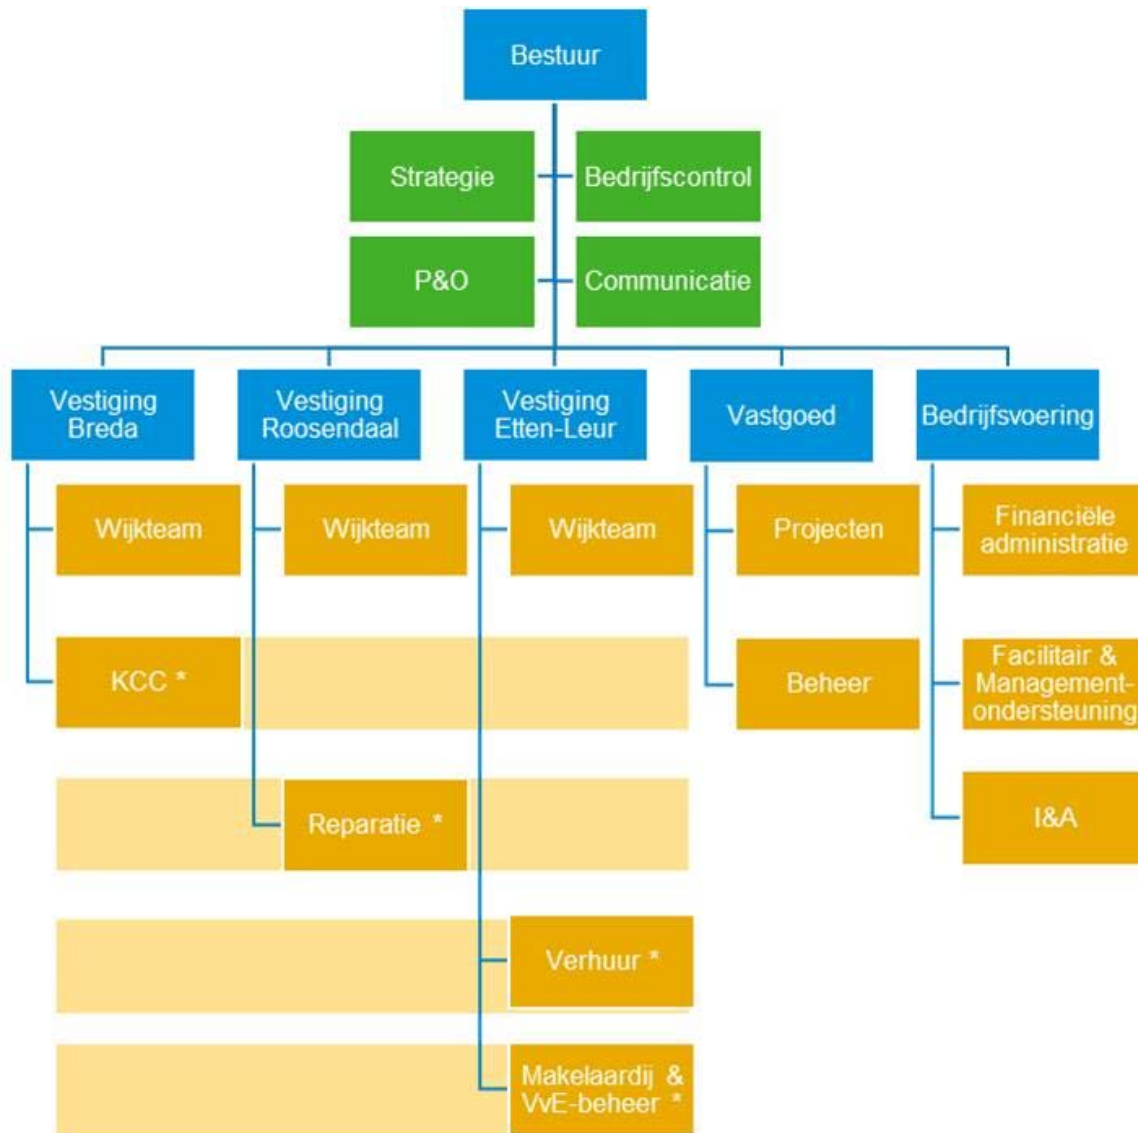 Bestuur
Strategie
Bedrijfscontrol
P&O
Communicatie
Vestiging
Breda
Vestiging
Roosendaal
Vestiging
Etten-Leur
Vastgoed
Bedrijfsvoering
Wijkteam
Wijkteam
Wijkteam
Projecten
Financiële
administratie
KCC *
Beheer
Facilitair &
Management-
ondersteuning
Reparatie *
I&A
Verhuur *
Makelaardij &
VvE-beheer *